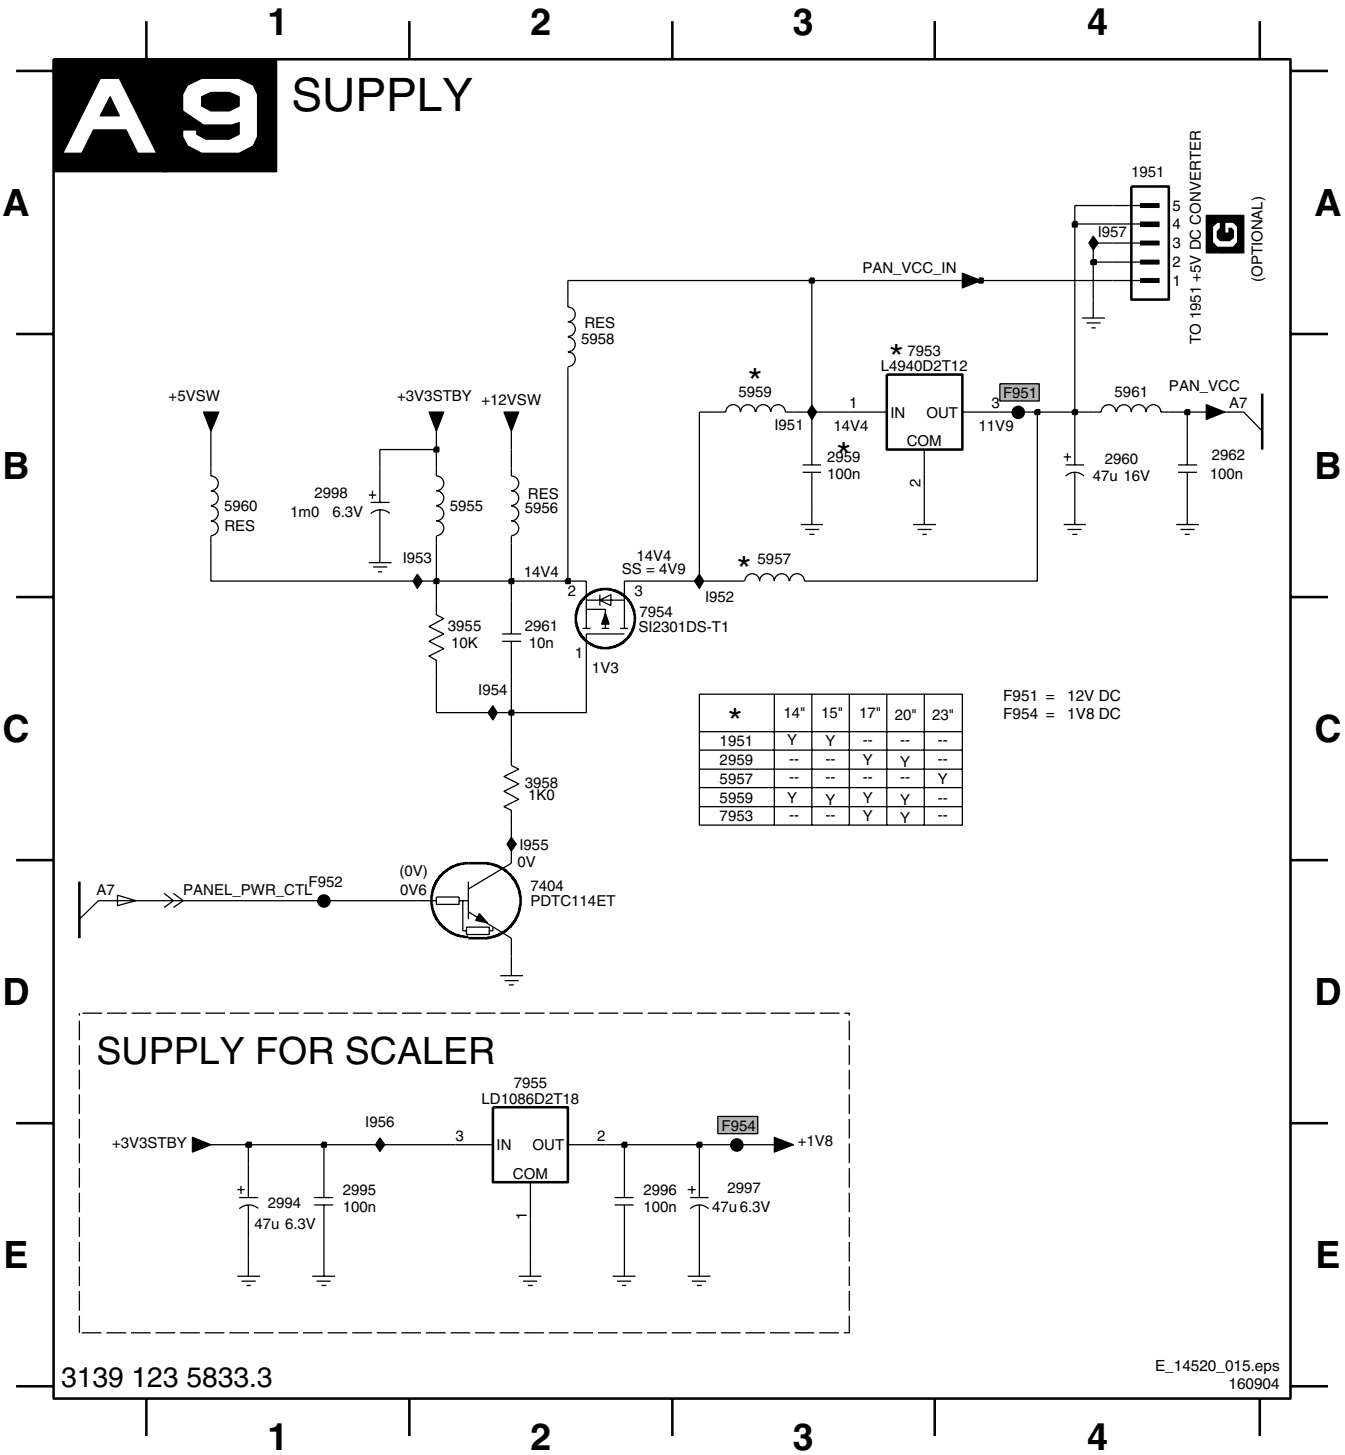 1 2 3 4
A 9 SUPPLY
A A
1951
5
4
3
2
1
I957
TO 1951 +5V DC CONVERTER
G
(OPTIONAL)
PAN_VCC_IN
RES
5958
* 7953
L4940D2T12
*
5959
+5VSW
+3V3STBY
+12VSW
I951
1
14V4
IN OUT
COM
2
3
F951
11V9
5961
PAN_VCC
A7
B B
*
2959
100n
2960
47u 16V
2962
100n
5960
RES
2998
1m0 6.3V
5955
RES
5956
I953
14V4
2
14V4
SS = 4V9
3
* 5957
I952
7954
SI2301DS-T1
3955
10K
2961
10n
1
1V3
I954
C C
* 14" 15" 17" 20" 23"
1951 Y Y -- -- --
2959 -- -- Y Y --
5957 -- -- -- -- Y
5959 Y Y Y Y --
7953 -- -- Y Y --
F951 = 12V DC
F954 = 1V8 DC
3958
1K0
I955
0V
A7
PANEL_PWR_CTL
F952
(0V)
0V6
7404
PDTC114ET
D D
SUPPLY FOR SCALER
7955
LD1086D2T18
+3V3STBY
I956
3
IN OUT
COM
1
2
F954
+1V8
2994
47u 6.3V
2995
100n
2996
100n
2997
47u 6.3V
E E
3139 123 5833.3
E_14520_015.eps
160904
1 2 3 4